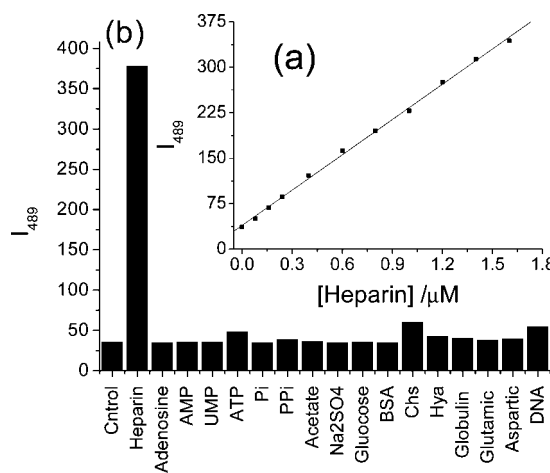 (b)
400
350
300
250
200
150
100
50
0
I489
Cntrol
Heparin
Adenosine
AMP
UMP
ATP
Pi
PPi
Acetate
Na2SO4
Gluocose
BSA
Chs
Hya
Globulin
Glutamic
Aspartic
DNA
(a)
375
300
225
150
75
I489
0.0 0.3 0.6 0.9 1.2 1.5 1.8
[Heparin] /μM